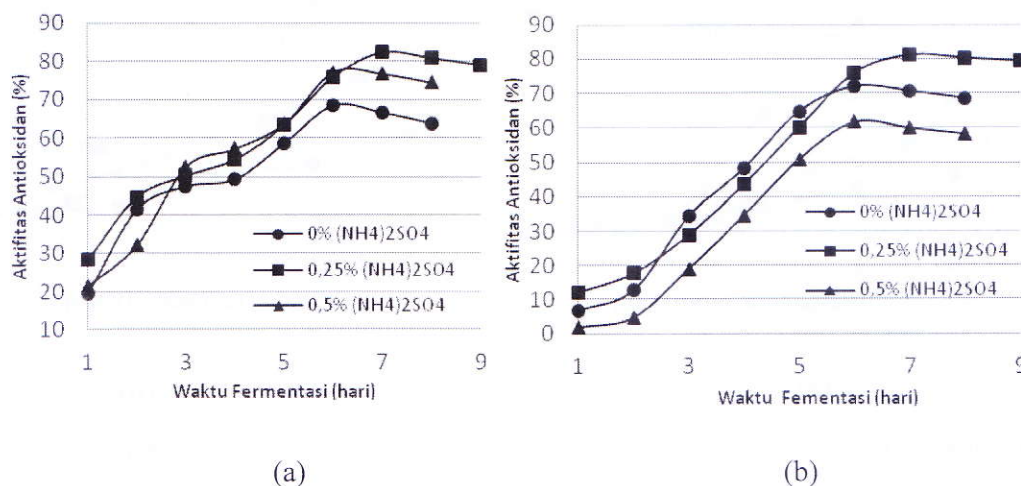 90
80
70
60
50
40
30
20
10
Aktifitas Antioksidan (%)
0% (NH4)2SO4
0,25% (NH4)2SO4
0,5% (NH4)2SO4
1 3 5 7 9
Waktu Fermentasi (hari)
(a)
90
80
70
60
50
40
30
20
10
0
Aktifitas Antioksidan (%)
0% (NH4)2SO4
0,25% (NH4)2SO4
0,5% (NH4)2SO4
1 3 5 7 9
Waktu Fementasi (hari)
(b)